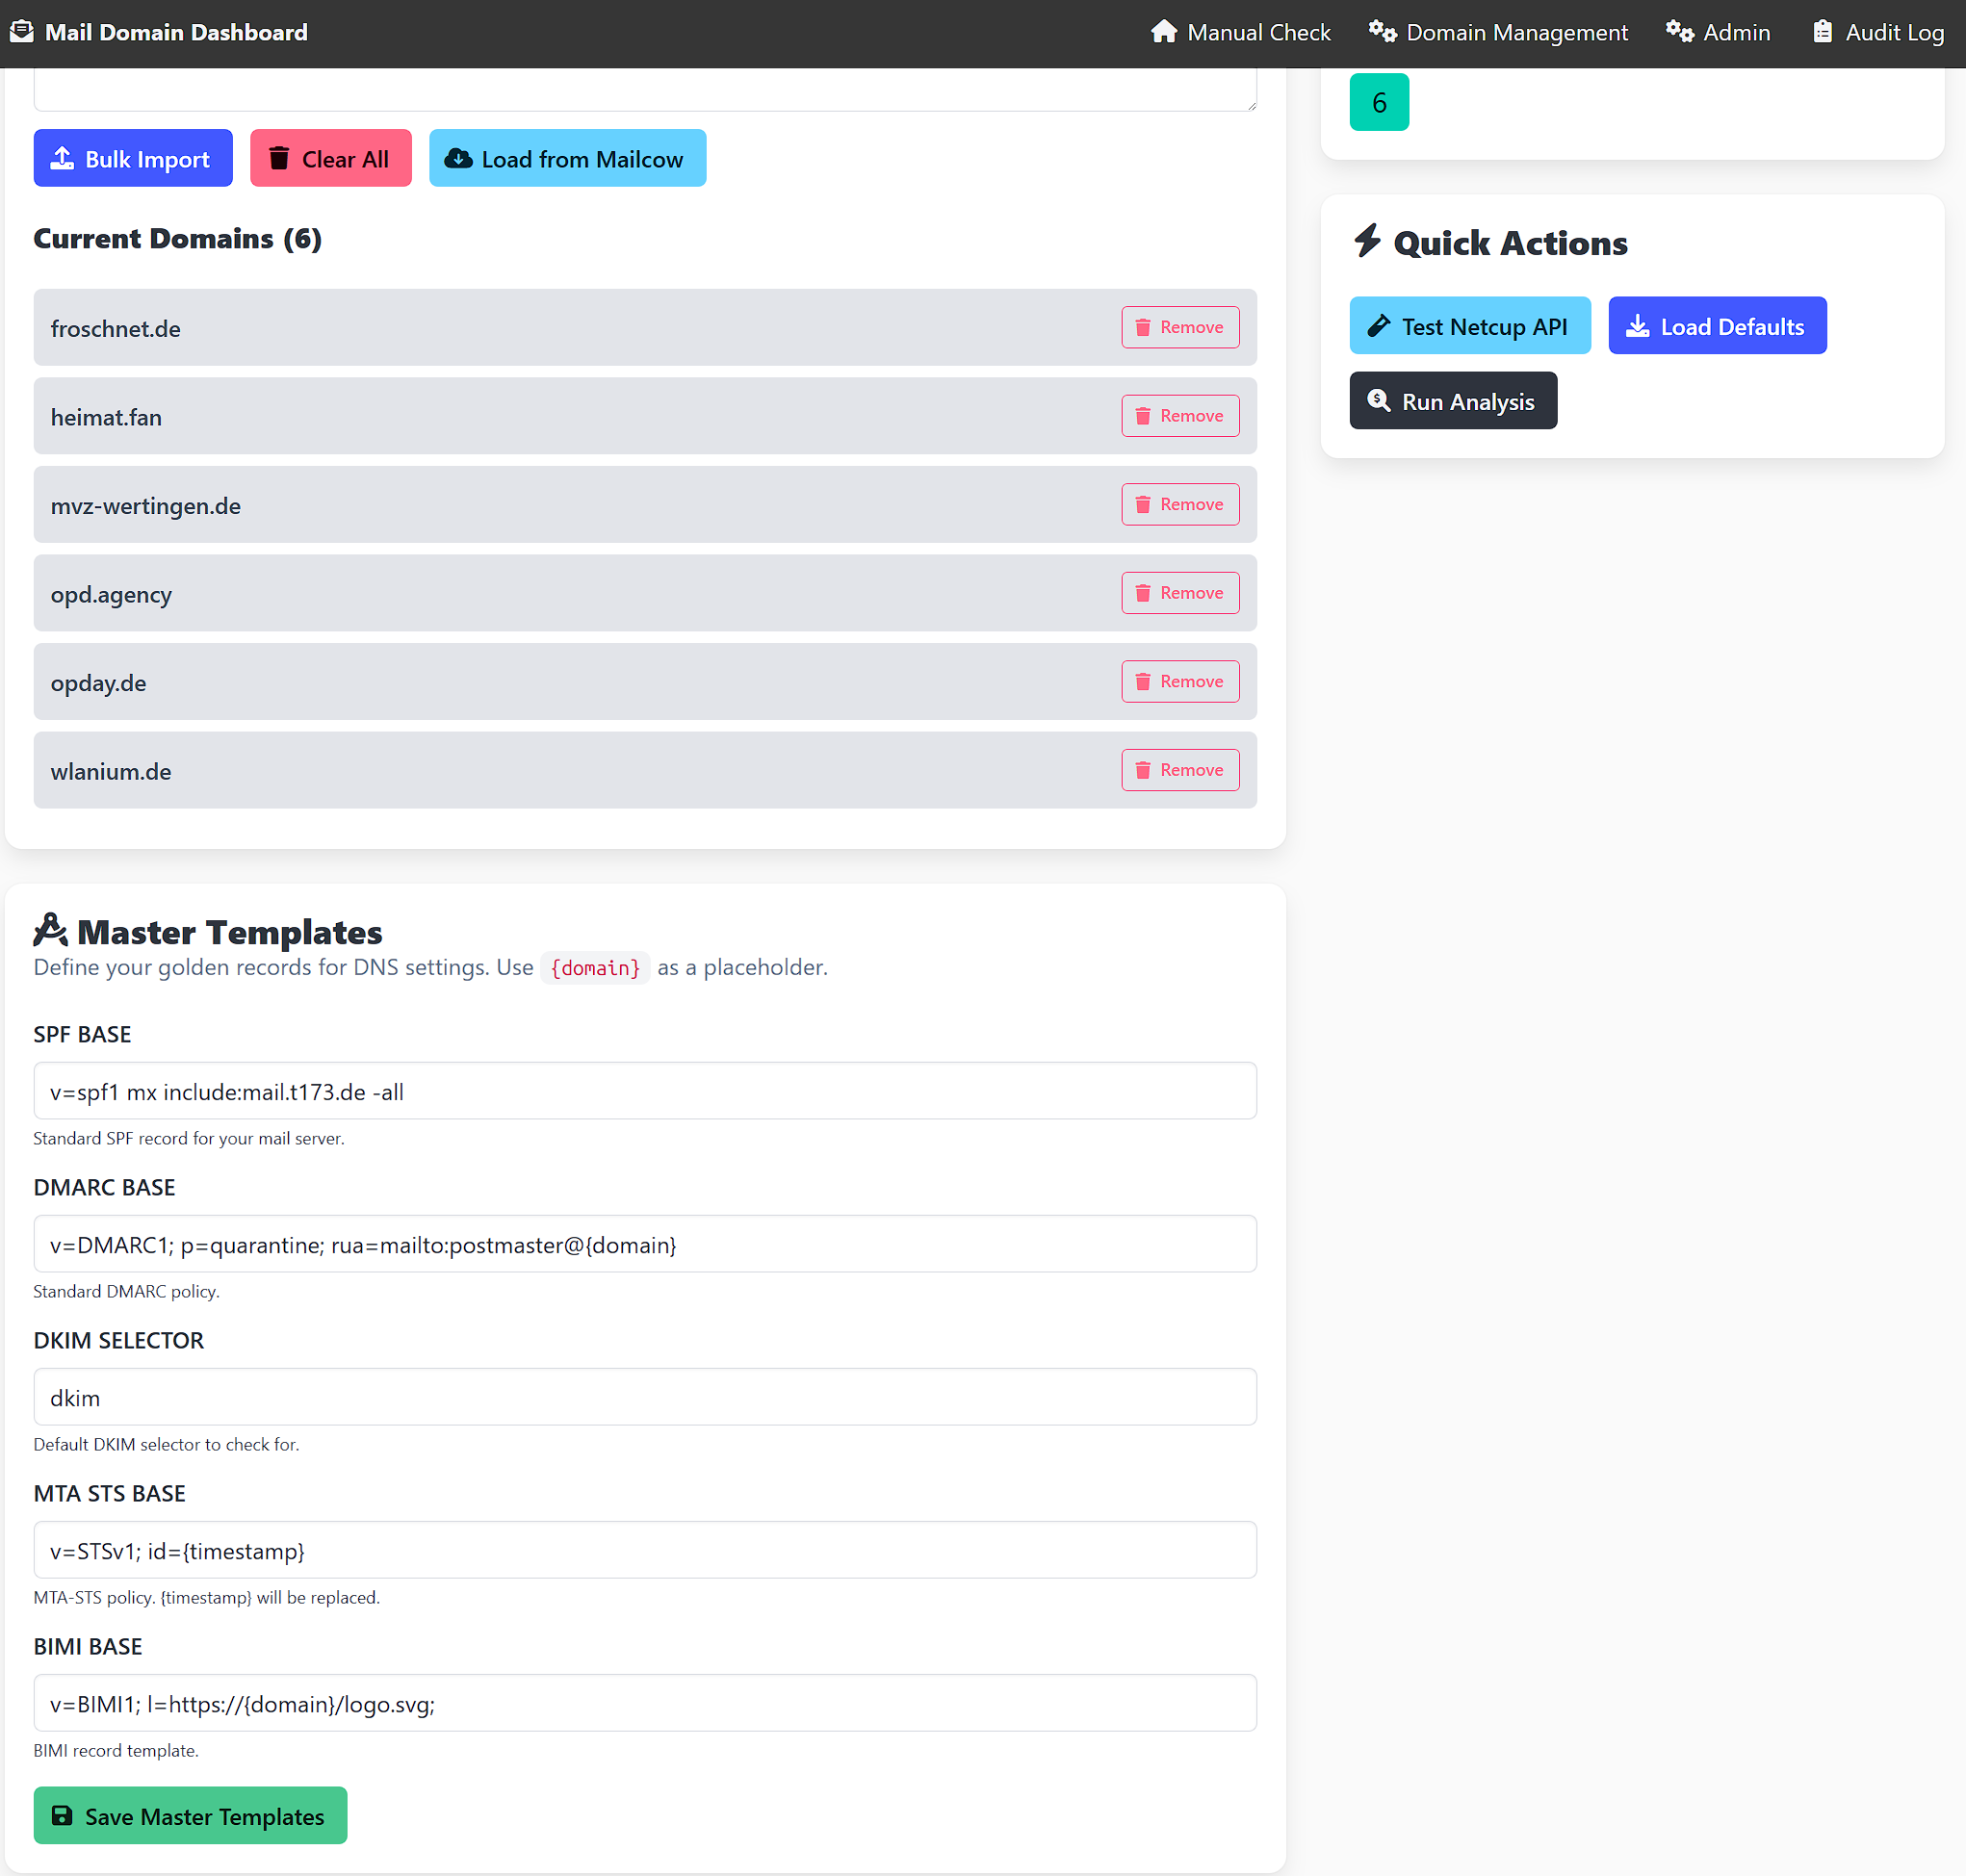 Mail Domain Dashboard
Manual Check
Domain Management
Admin
Audit Log
Bulk Import
Clear All
Load from Mailcow
Current Domains (6)
froschnet.de
Remove
heimat.fan
Remove
mvz-wertingen.de
Remove
opd.agency
Remove
opday.de
Remove
wlanium.de
Remove
Master Templates
Define your golden records for DNS settings. Use {domain} as a placeholder.
SPF BASE
v=spf1 mx include:mail.t173.de -all
Standard SPF record for your mail server.
DMARC BASE
v=DMARC1; p=quarantine; rua=mailto:postmaster@{domain}
Standard DMARC policy.
DKIM SELECTOR
dkim
Default DKIM selector to check for.
MTA STS BASE
v=STSv1; id={timestamp}
MTA-STS policy. {timestamp} will be replaced.
BIMI BASE
v=BIMI1; l=https://{domain}/logo.svg;
BIMI record template.
Save Master Templates
6
Quick Actions
Test Netcup API
Load Defaults
Run Analysis